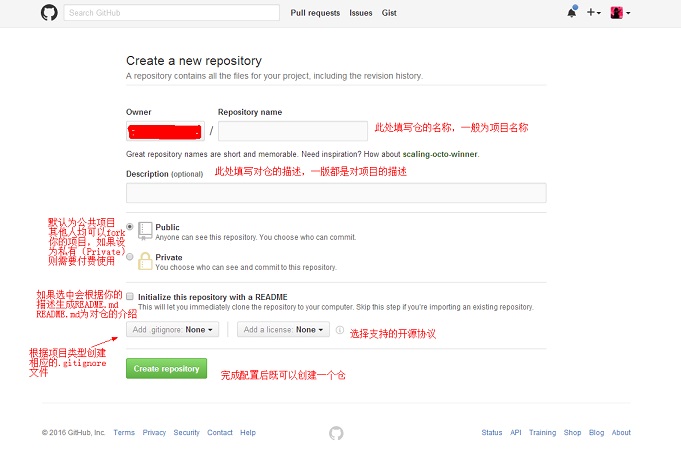 Search GitHub
Pull requests Issues Gist
Create a new repository
A repository contains all the files for your project, including the revision history.
Owner Repository name
/
此处填写仓的名称，一般为项目名称
Great repository names are short and memorable. Need inspiration? How about scaling-octo-winner.
Description (optional)
此处填写对仓的描述，一版都是对项目的描述
默认为公共项目
其他人均可以fork
你的项目，如果设
为私有（Private）
则需要付费使用
Public
Anyone can see this repository. You choose who can commit.
Private
You choose who can see and commit to this repository.
如果选中会根据你的
描述生成README.md
README.md为对仓的介绍
Initialize this repository with a README
This will let you immediately clone the repository to your computer. Skip this step if you're importing an existing repository.
Add .gitignore: None
Add a license: None
选择支持的开源协议
根据项目类型创建
相应的.gitignore
文件
Create repository
完成配置后既可以创建一个仓
© 2016 GitHub, Inc. Terms Privacy Security Contact Help
Status API Training Shop Blog About